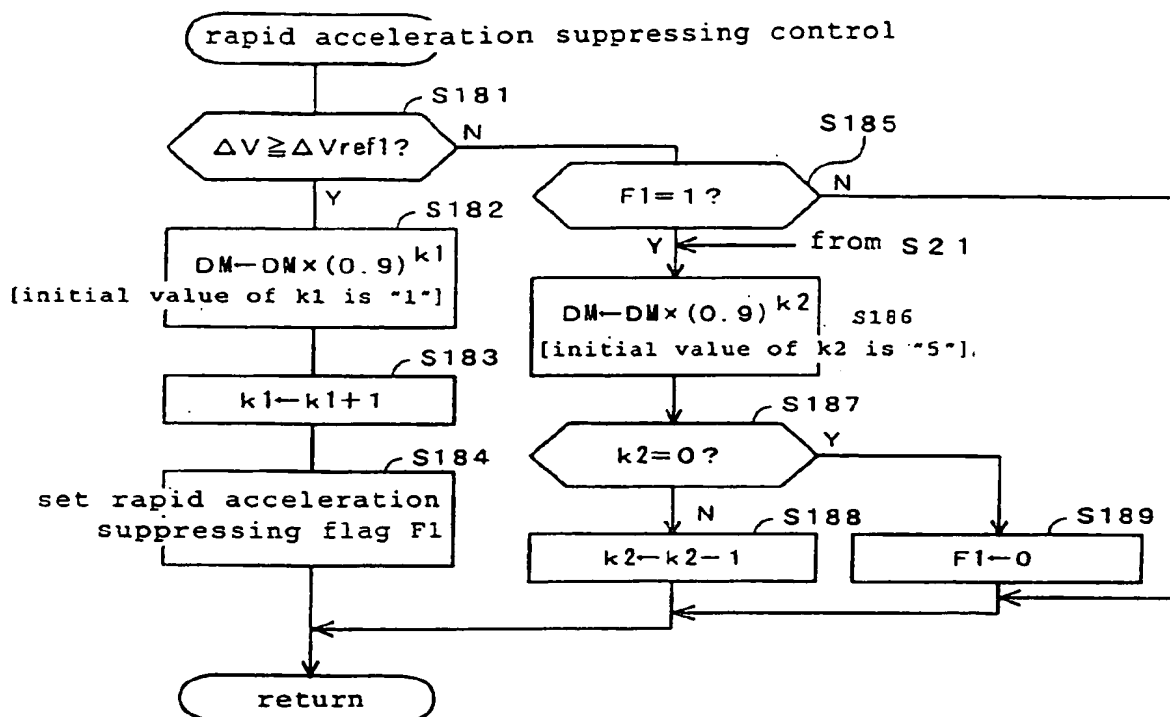 rapid acceleration suppressing control
S181
△V≧△Vref1?
N
Y
S182
DM←DM×(0.9)^k1
[initial value of k1 is "1"]
S183
k1←k1+1
S184
set rapid acceleration
suppressing flag F1
S185
F1=1?
N
Y
from S21
DM←DM×(0.9)^k2
S186
[initial value of k2 is "5"].
S187
k2=0?
Y
N
S188
k2←k2-1
S189
F1←0
return